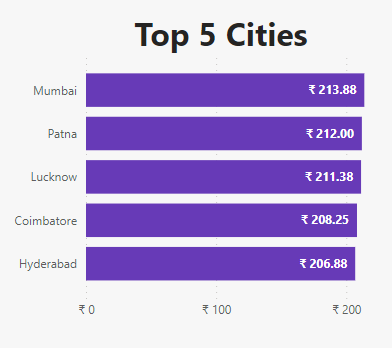 Top 5 Cities
Mumbai ₹ 213.88
Patna ₹ 212.00
Lucknow ₹ 211.38
Coimbatore ₹ 208.25
Hyderabad ₹ 206.88
₹ 0 ₹ 100 ₹ 200